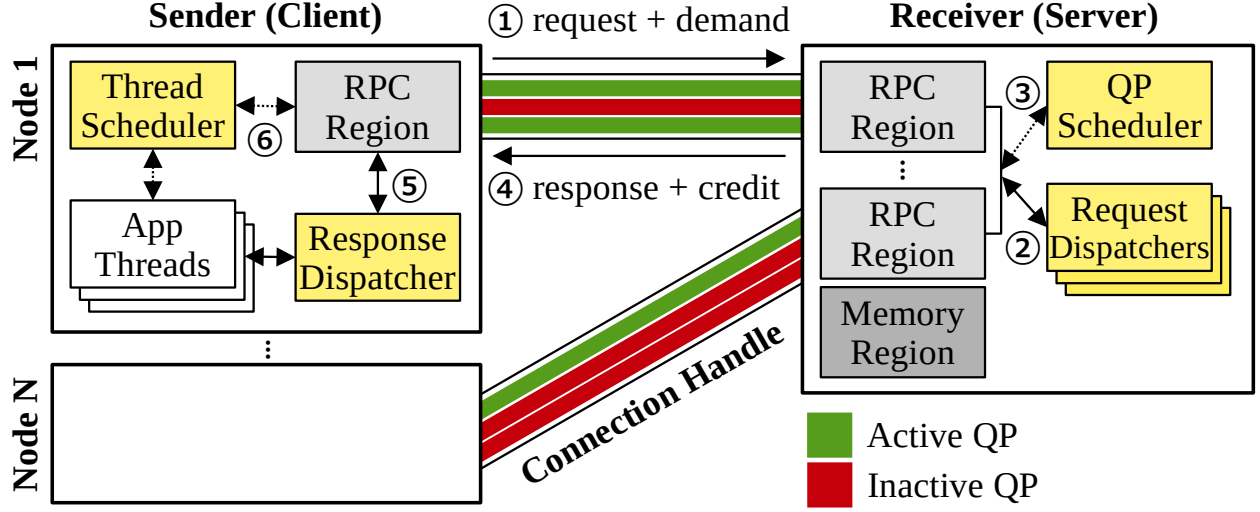 Sender (Client)
① request + demand
Receiver (Server)
Node 1
Thread
Scheduler
RPC
Region
⑥
⑤
App
Threads
Response
Dispatcher
④ response + credit
RPC
Region
⋮
RPC
Region
Memory
Region
③
QP
Scheduler
②
Request
Dispatchers
⋮
Node N
Connection Handle
Active QP
Inactive QP